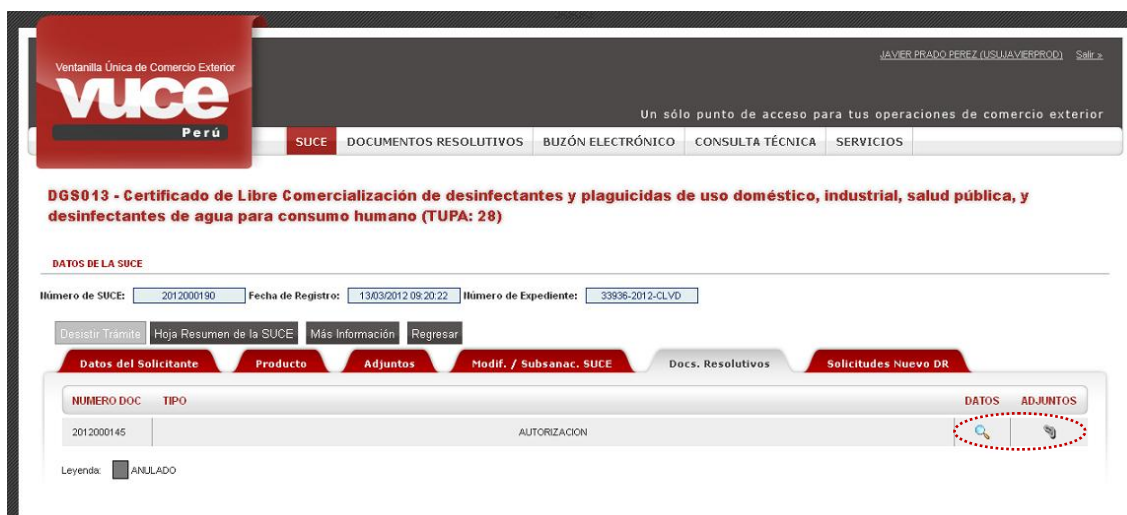 JAVIER PRADO PEREZ (USUJAVIERPROD) Salir »
Ventanilla Única de Comercio Exterior
vuce
Perú
Un sólo punto de acceso para tus operaciones de comercio exterior
SUCE DOCUMENTOS RESOLUTIVOS BUZÓN ELECTRÓNICO CONSULTA TÉCNICA SERVICIOS
DGS013 - Certificado de Libre Comercialización de desinfectantes y plaguicidas de uso doméstico, industrial, salud pública, y
desinfectantes de agua para consumo humano (TUPA: 28)
DATOS DE LA SUCE
Número de SUCE: 2012000190 Fecha de Registro: 13/03/2012 09:20:22 Número de Expediente: 33936-2012-CLVD
Desistir Trámite Hoja Resumen de la SUCE Más Información Regresar
Datos del Solicitante Producto Adjuntos Modif. / Subsanac. SUCE Docs. Resolutivos Solicitudes Nuevo DR
NUMERO DOC TIPO DATOS ADJUNTOS
2012000145 AUTORIZACION
Leyenda: ANULADO